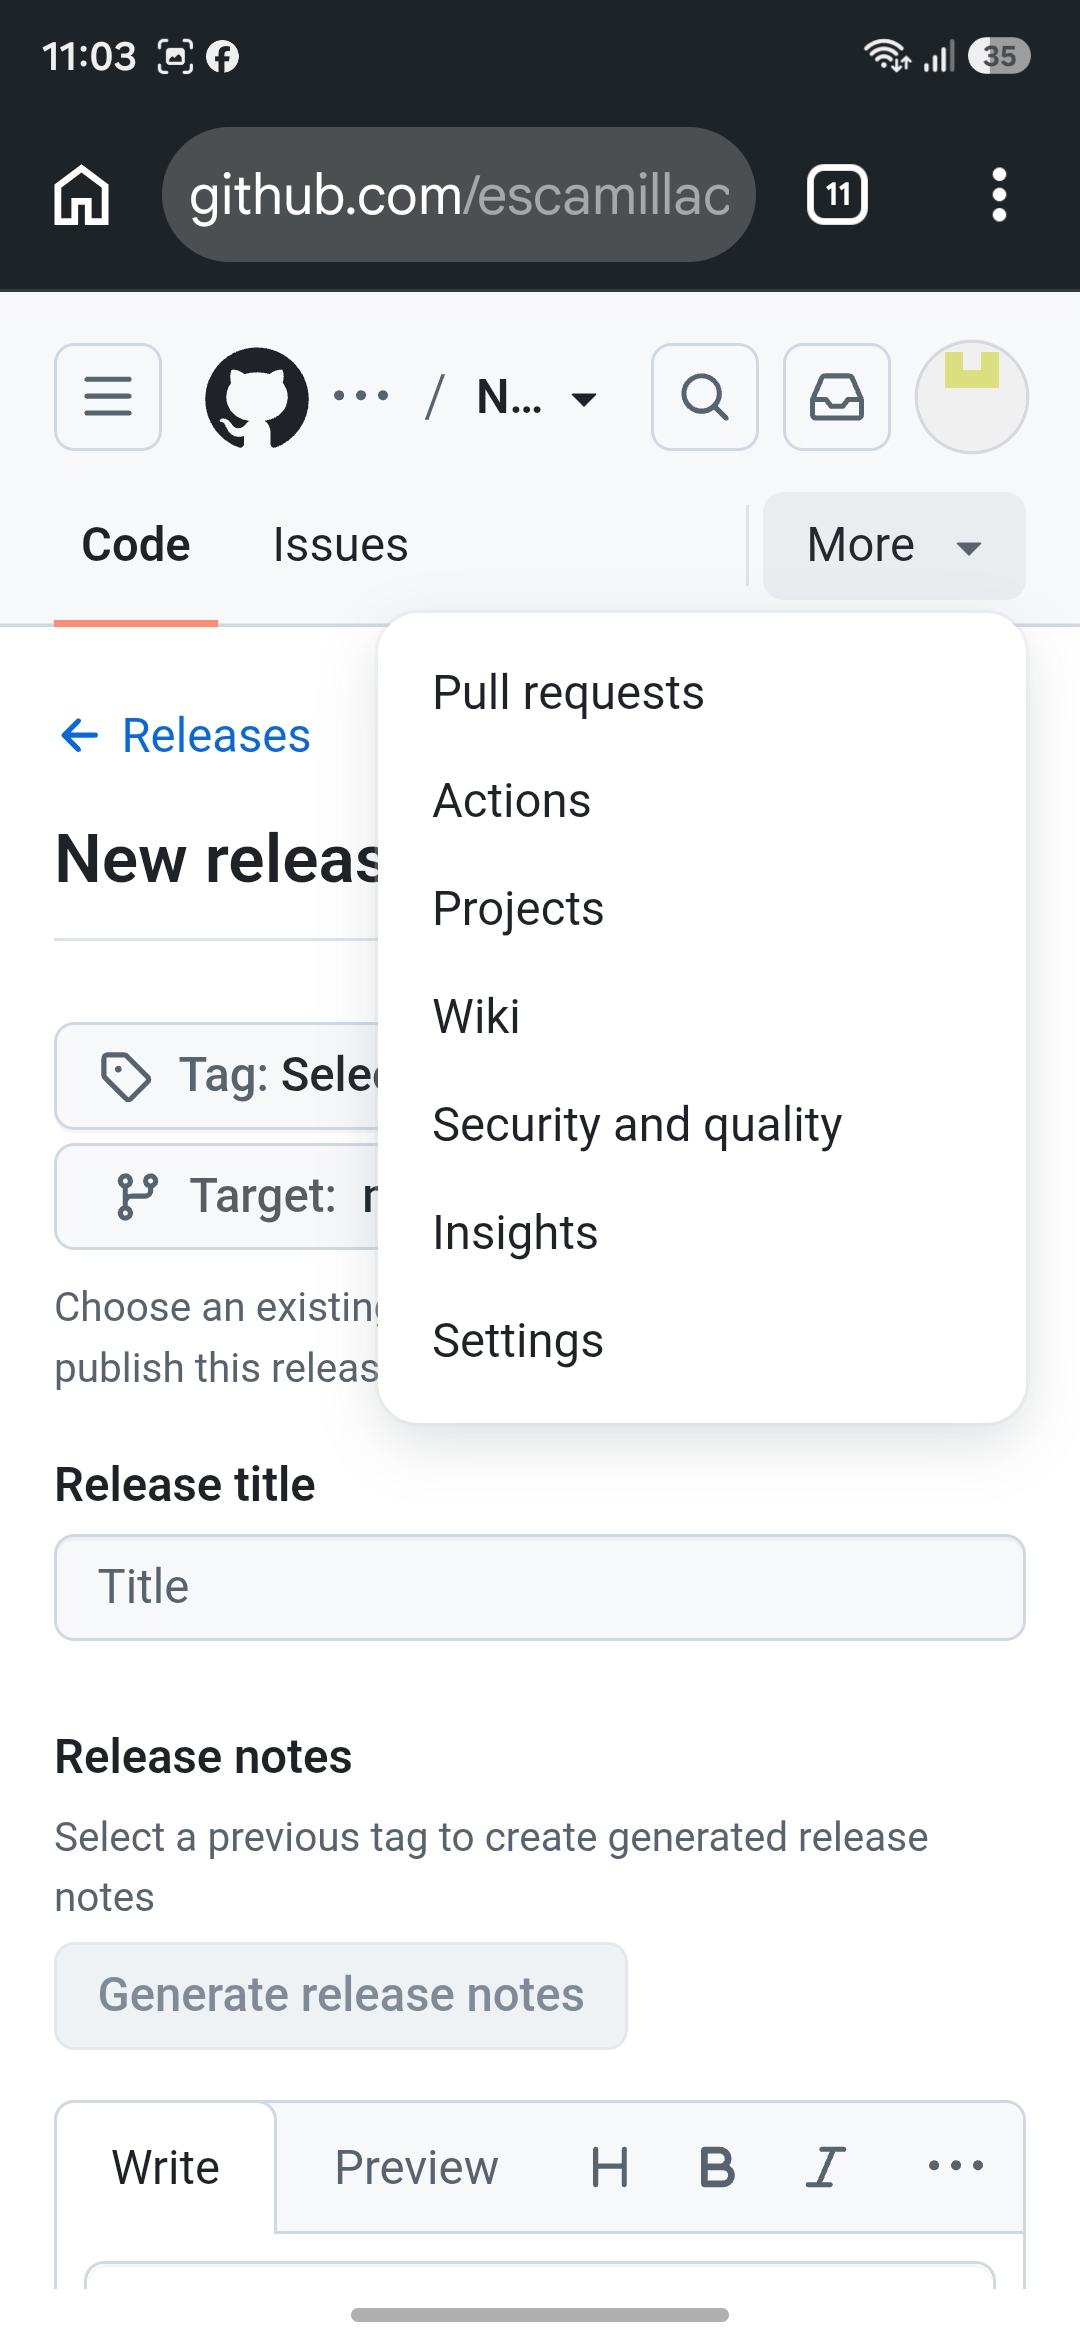 11:03
35
github.com/escamillac
11
/ N...
Code
Issues
More
Pull requests
Actions
Projects
Wiki
Security and quality
Insights
Settings
Releases
New releas
Tag: Selec
Target:
Choose an existing
publish this releas
Release title
Title
Release notes
Select a previous tag to create generated release
notes
Generate release notes
Write
Preview
H
B
I